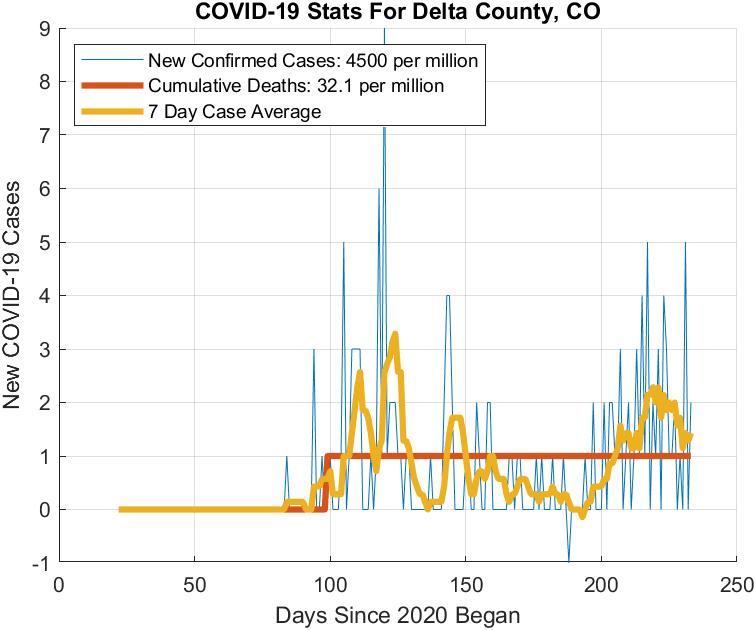 COVID-19 Stats For Delta County, CO
New Confirmed Cases: 4500 per million
Cumulative Deaths: 32.1 per million
7 Day Case Average
New COVID-19 Cases
9
8
7
6
5
4
3
2
1
0
-1
0 50 100 150 200 250
Days Since 2020 Began